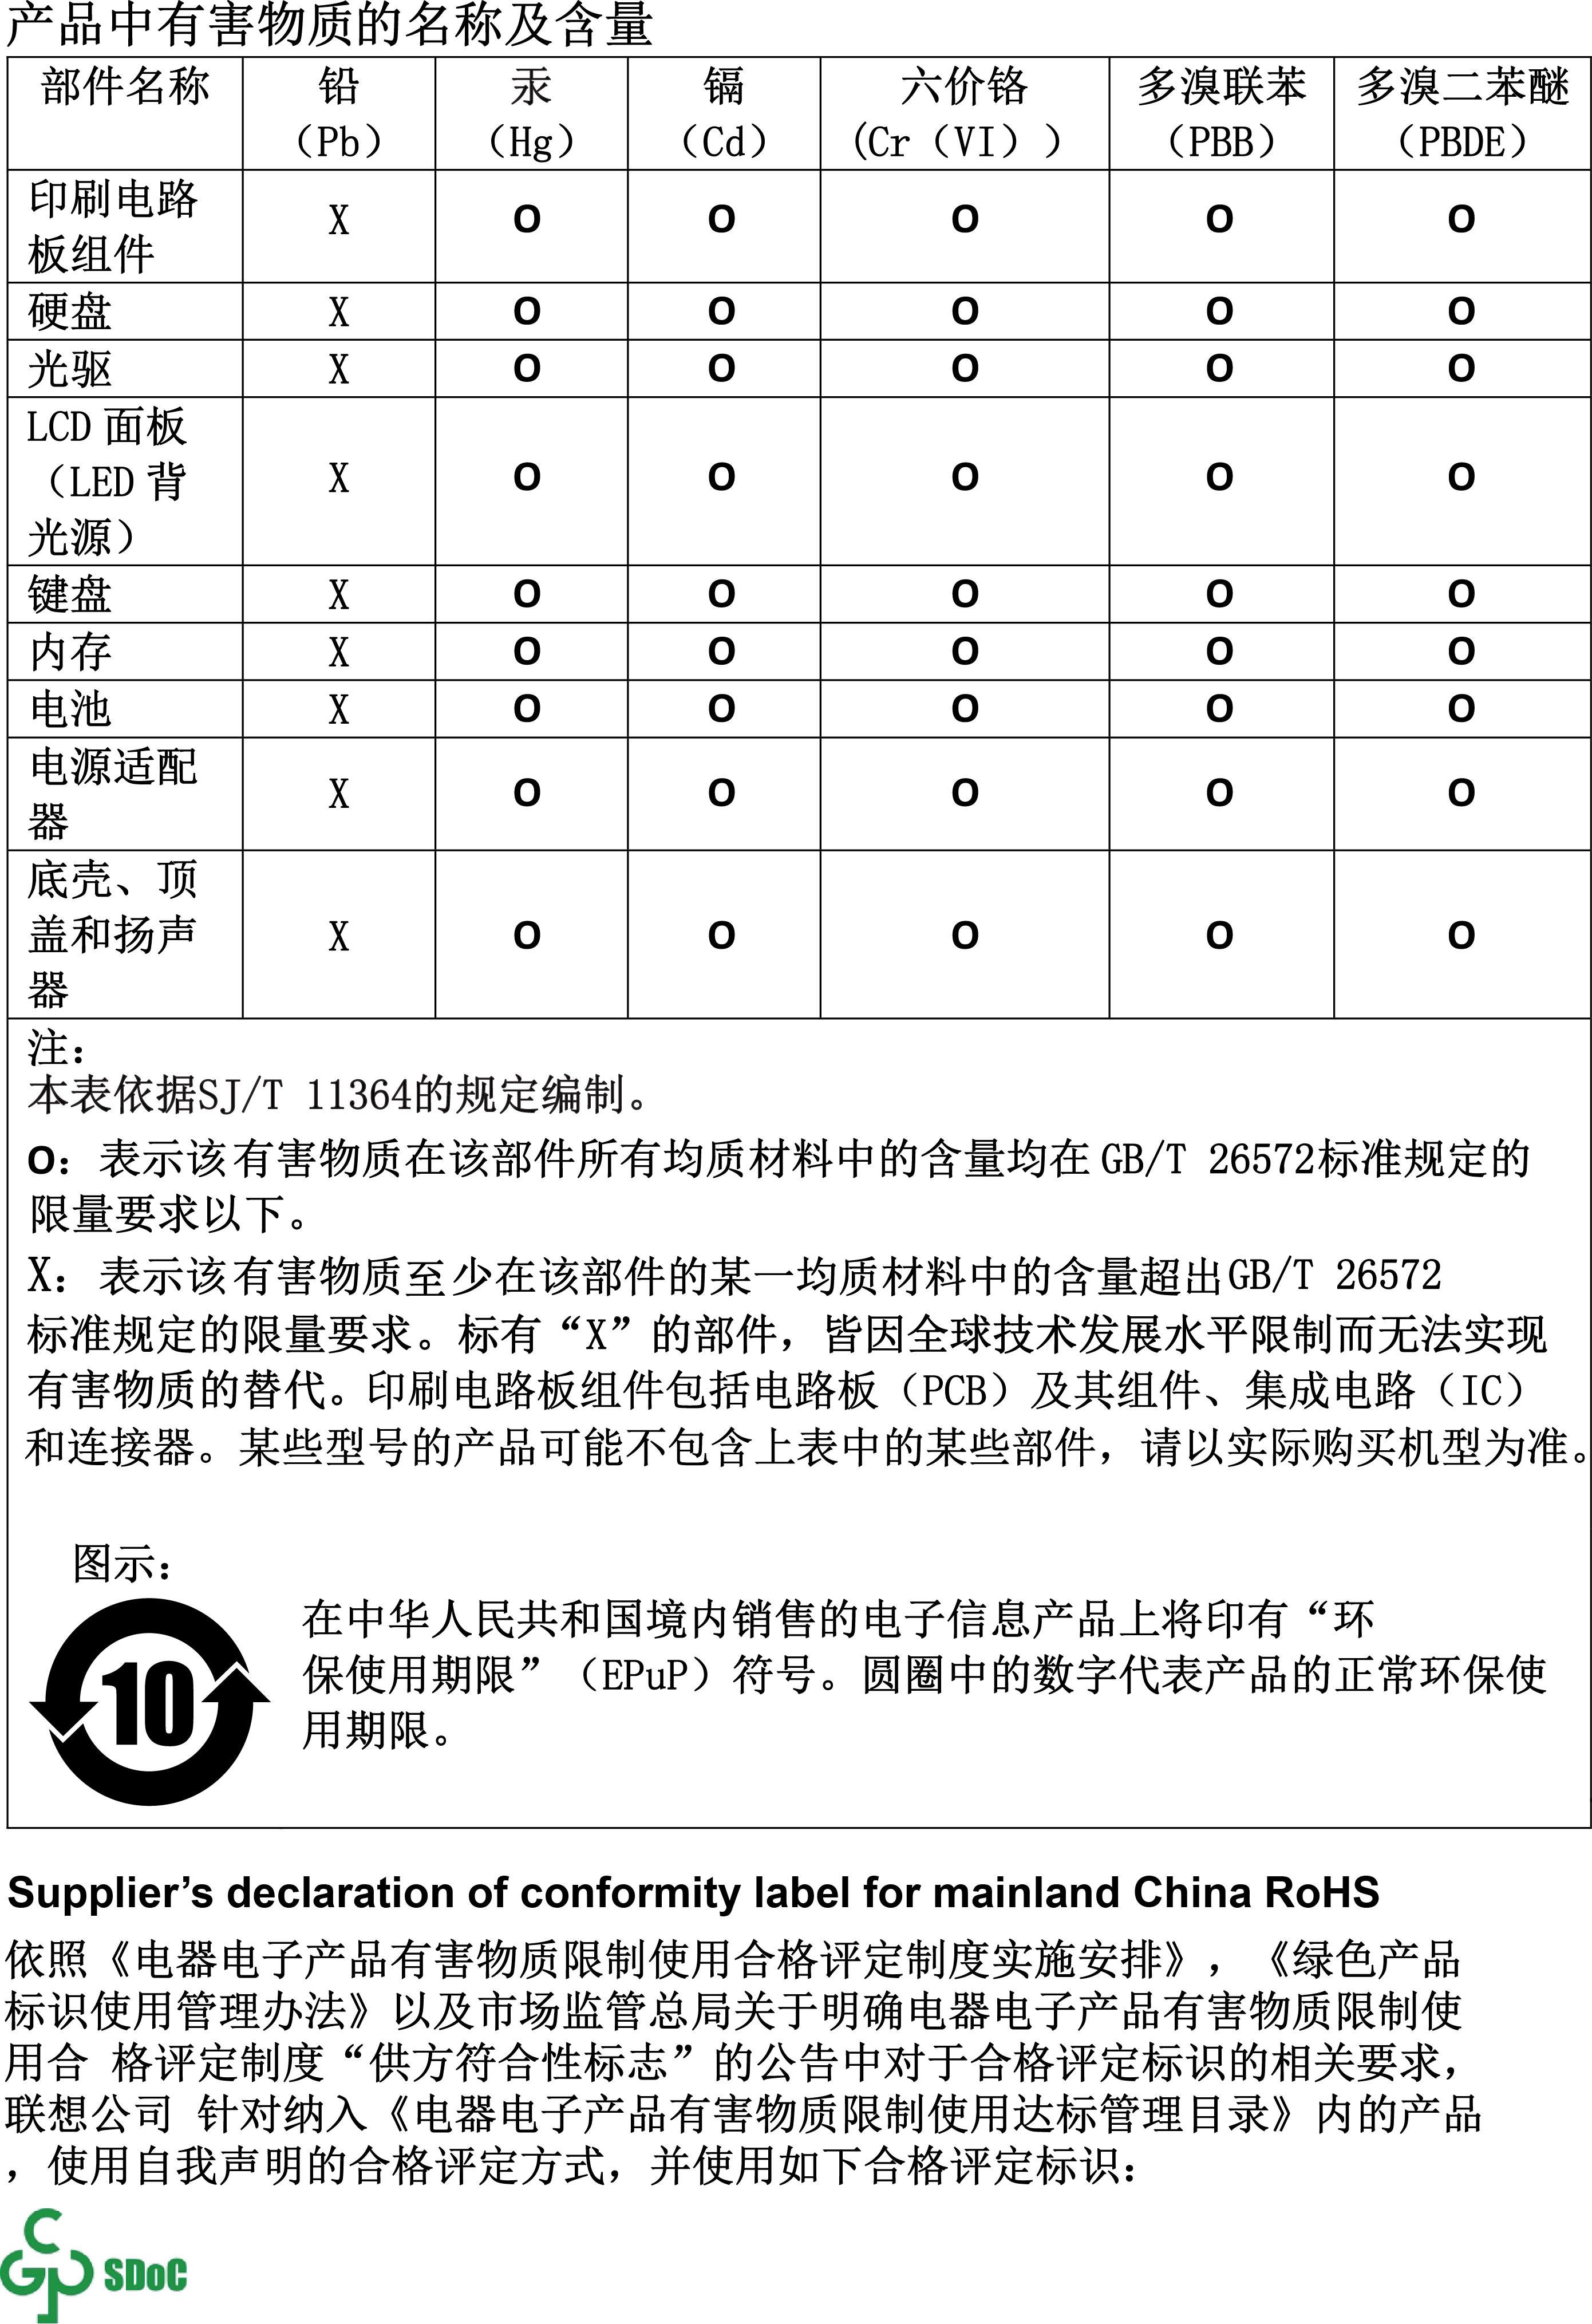 产品中有害物质的名称及含量
部件名称 铅 汞 镉 六价铬 多溴联苯 多溴二苯醚
（Pb） （Hg） （Cd） (Cr（VI）） （PBB） （PBDE）
印刷电路
板组件 X O O O O O
硬盘 X O O O O O
光驱 X O O O O O
LCD 面板
（LED 背 X O O O O O
光源）
键盘 X O O O O O
内存 X O O O O O
电池 X O O O O O
电源适配
器 X O O O O O
底壳、顶
盖和扬声 X O O O O O
器
注：
本表依据SJ/T 11364的规定编制。
O：表示该有害物质在该部件所有均质材料中的含量均在 GB/T 26572标准规定的
限量要求以下。
X：表示该有害物质至少在该部件的某一均质材料中的含量超出GB/T 26572
标准规定的限量要求。标有“X”的部件，皆因全球技术发展水平限制而无法实现
有害物质的替代。印刷电路板组件包括电路板（PCB）及其组件、集成电路（IC）
和连接器。某些型号的产品可能不包含上表中的某些部件，请以实际购买机型为准。
图示：
在中华人民共和国境内销售的电子信息产品上将印有“环
保使用期限”（EPuP）符号。圆圈中的数字代表产品的正常环保使
用期限。
10
Supplier’s declaration of conformity label for mainland China RoHS
依照《电器电子产品有害物质限制使用合格评定制度实施安排》，《绿色产品
标识使用管理办法》以及市场监管总局关于明确电器电子产品有害物质限制使
用合 格评定制度“供方符合性标志”的公告中对于合格评定标识的相关要求，
联想公司 针对纳入《电器电子产品有害物质限制使用达标管理目录》内的产品
，使用自我声明的合格评定方式，并使用如下合格评定标识：
C
GP SDoC